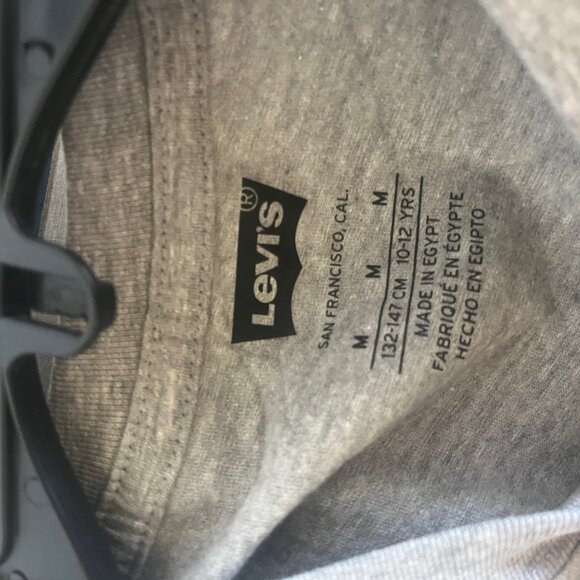 Levi's®
SAN FRANCISCO, CAL.
M M M
132-147 CM 10-12 YRS
MADE IN EGYPT
FABRIQUÉ EN ÉGYPTE
HECHO EN EGIPTO